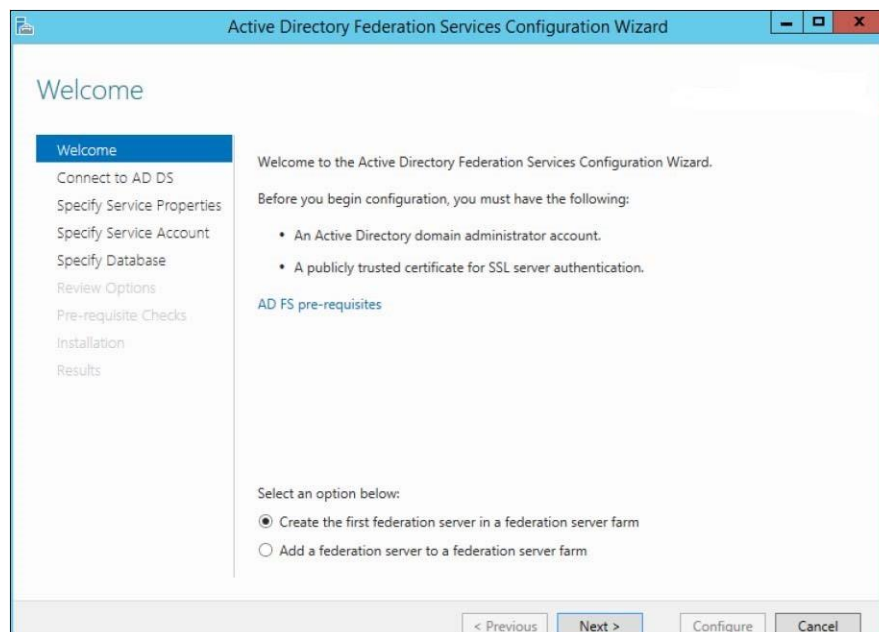 Active Directory Federation Services Configuration Wizard
Welcome
Welcome
Connect to AD DS
Specify Service Properties
Specify Service Account
Specify Database
Review Options
Pre-requisite Checks
Installation
Results
Welcome to the Active Directory Federation Services Configuration Wizard.
Before you begin configuration, you must have the following:
• An Active Directory domain administrator account.
• A publicly trusted certificate for SSL server authentication.
AD FS pre-requisites
Select an option below:
Create the first federation server in a federation server farm
Add a federation server to a federation server farm
< Previous Next > Configure Cancel